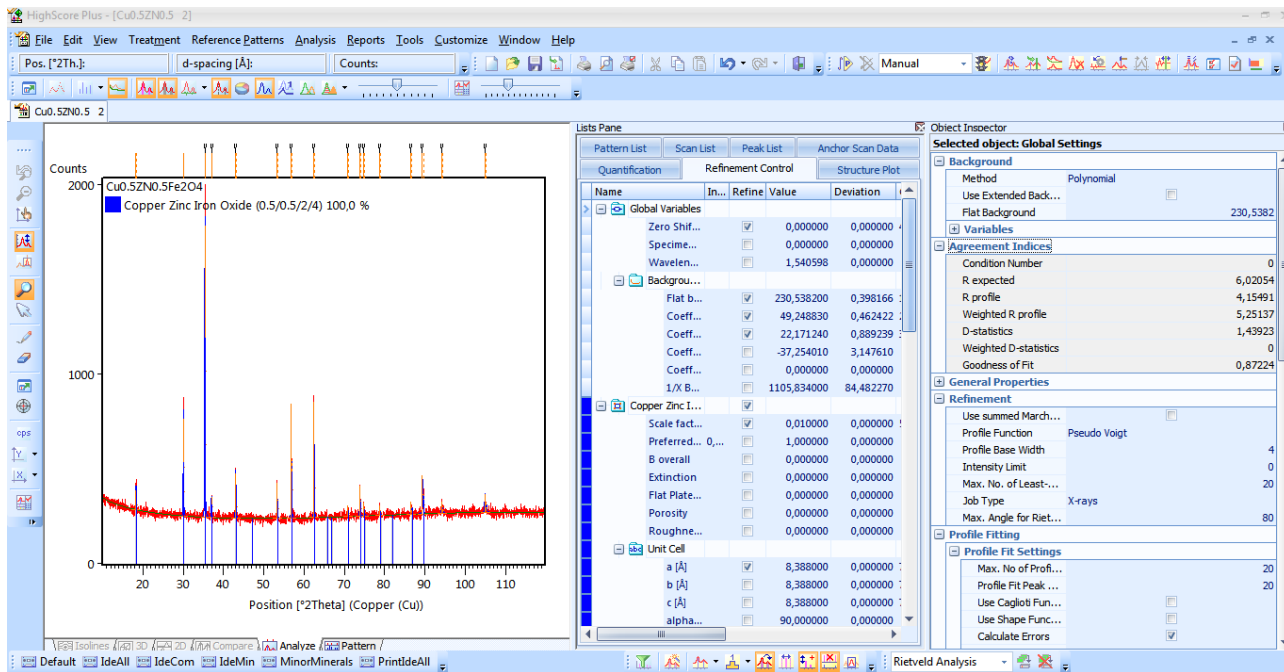 HighScore Plus - [Cu0.5ZN0.5 2]
File Edit View Treatment Reference Patterns Analysis Reports Tools Customize Window Help
Pos. [°2Th.]: d-spacing [Å]: Counts: Manual
Cu0.5ZN0.5 2
Counts
2000
Cu0.5ZN0.5Fe2O4
Copper Zinc Iron Oxide (0.5/0.5/2/4) 100,0 %
1000
0
20 30 40 50 60 70 80 90 100 110
Position [°2Theta] (Copper (Cu))
Isolines 3D 2D Compare Analyze Pattern
Lists Pane
Pattern List Scan List Peak List Anchor Scan Data
Quantification Refinement Control Structure Plot
Name In... Refine Value Deviation
Global Variables
Zero Shif... 0,000000 0,000000
Specime... 0,000000 0,000000
Wavelen... 1,540598 0,000000
Backgrou...
Flat b... 230,538200 0,398166
Coeff... 49,248830 0,462422
Coeff... 22,171240 0,889239
Coeff... -37,254010 3,147610
Coeff... 0,000000 0,000000
1/X B... 1105,834000 84,482270
Copper Zinc I...
Scale fact... 0,010000 0,000000
Preferred... 0,... 1,000000 0,000000
B overall 0,000000 0,000000
Extinction 0,000000 0,000000
Flat Plate... 0,000000 0,000000
Porosity 0,000000 0,000000
Roughne... 0,000000 0,000000
Unit Cell
a [Å] 8,388000 0,000000
b [Å] 8,388000 0,000000
c [Å] 8,388000 0,000000
alpha... 90,000000 0,000000
Object Inspector
Selected object: Global Settings
Background
Method Polynomial
Use Extended Back...
Flat Background 230,5382
Variables
Agreement Indices
Condition Number 0
R expected 6,02054
R profile 4,15491
Weighted R profile 5,25137
D-statistics 1,43923
Weighted D-statistics 0
Goodness of Fit 0,87224
General Properties
Refinement
Use summed March...
Profile Function Pseudo Voigt
Profile Base Width 4
Intensity Limit 0
Max. No. of Least-... 20
Job Type X-rays
Max. Angle for Riet... 80
Profile Fitting
Profile Fit Settings
Max. No of Profi... 20
Profile Fit Peak ... 20
Use Caglioti Fun...
Use Shape Func...
Calculate Errors
Default IdeAll IdeCom IdeMin MinorMinerals PrintIdeAll Rietveld Analysis